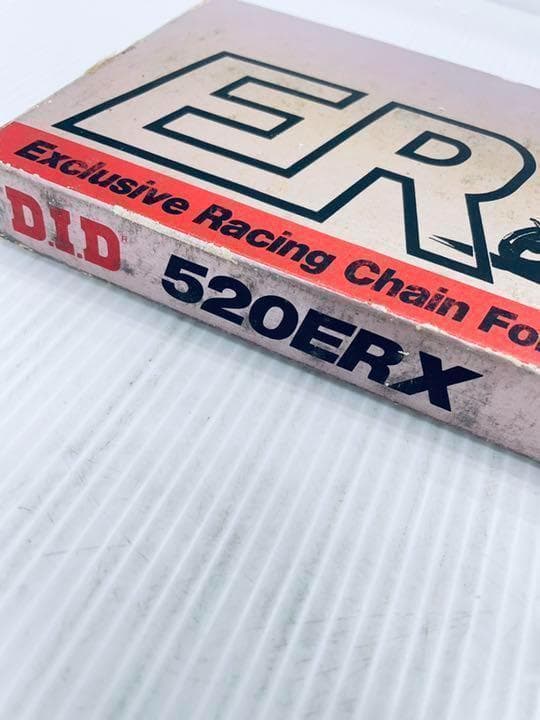 ER
Exclusive Racing Chain For
D.I.D®
520ERX